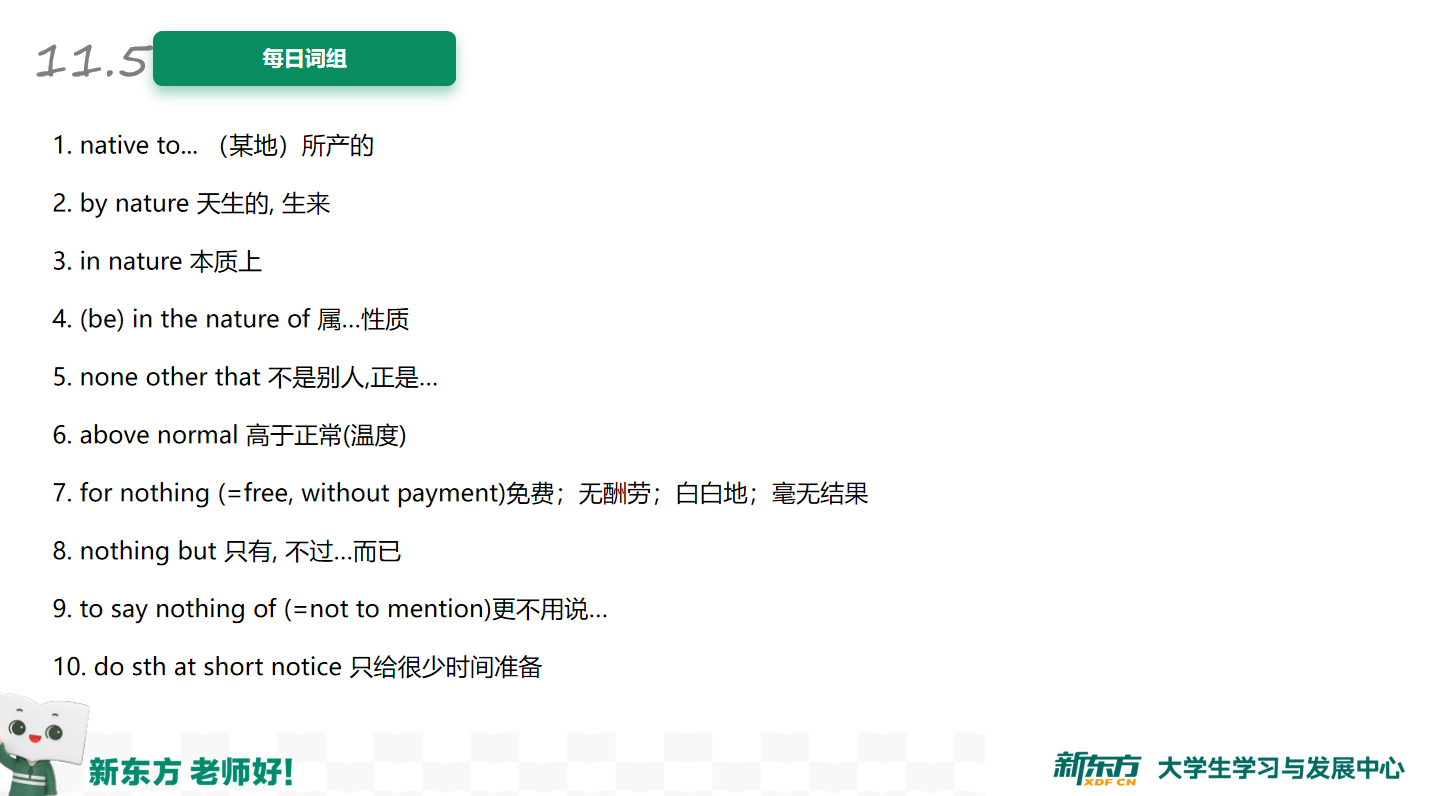 11.5
每日词组
1. native to... （某地）所产的
2. by nature 天生的, 生来
3. in nature 本质上
4. (be) in the nature of 属…性质
5. none other that 不是别人,正是…
6. above normal 高于正常(温度)
7. for nothing (=free, without payment)免费；无酬劳；白白地；毫无结果
8. nothing but 只有, 不过…而已
9. to say nothing of (=not to mention)更不用说…
10. do sth at short notice 只给很少时间准备
新东方 老师好!
新东方 大学生学习与发展中心
XDF CN